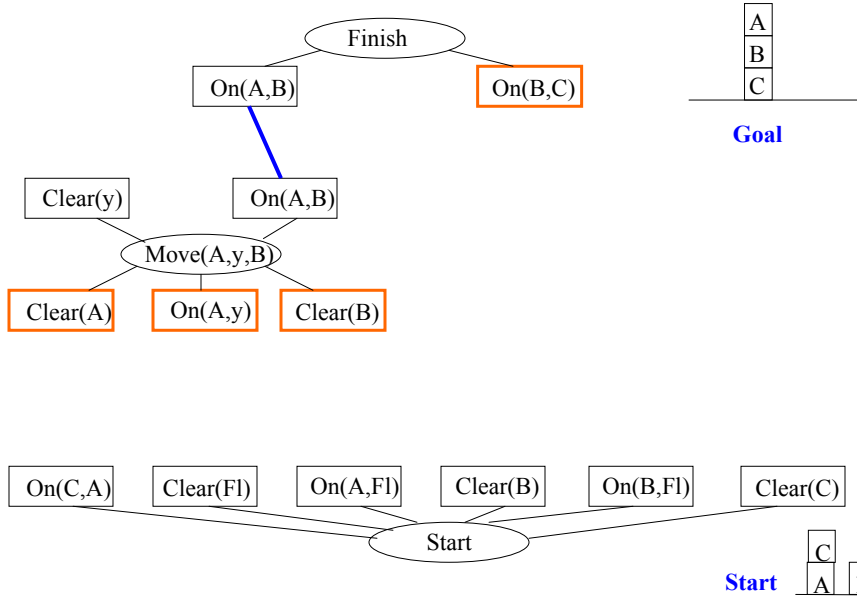 Finish
A
B
C
On(A,B)
On(B,C)
Goal
Clear(y)
On(A,B)
Move(A,y,B)
Clear(A)
On(A,y)
Clear(B)
On(C,A)
Clear(Fl)
On(A,Fl)
Clear(B)
On(B,Fl)
Clear(C)
Start
C
Start
A